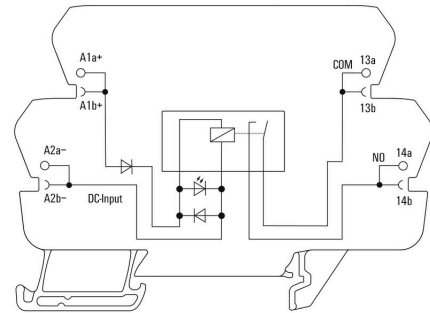 A1a+
A1b+
A2a−
A2b−
DC-Input
COM 13a
13b
NO 14a
14b